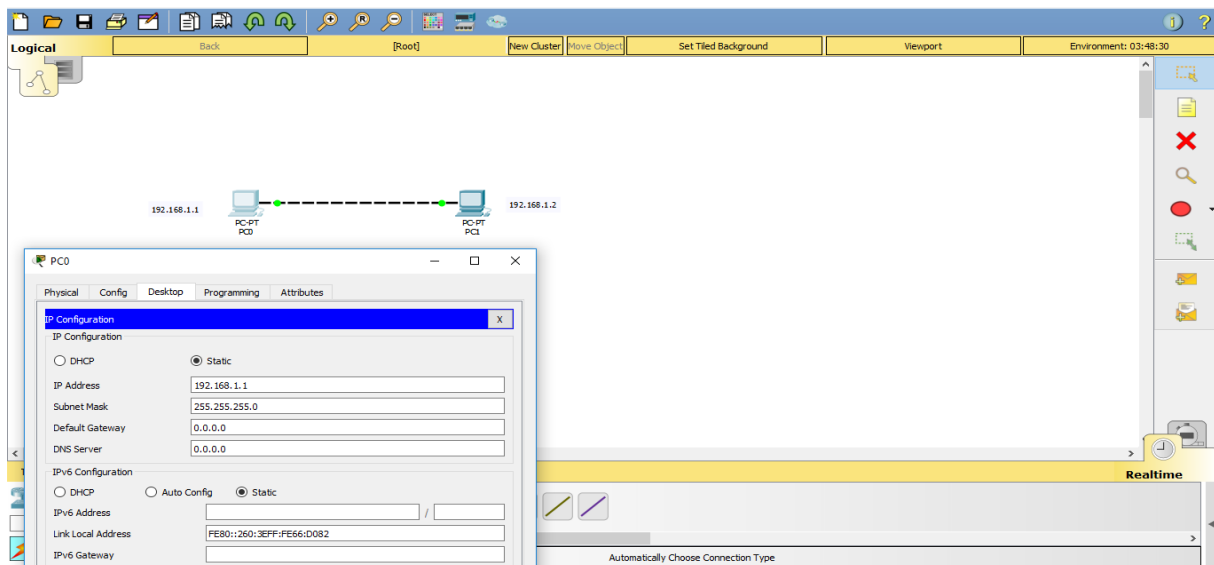 Logical Back [Root] New Cluster Move Object Set Tiled Background Viewport Environment: 03:48:30
192.168.1.1
PC-PT
PC0
PC-PT
PC1
192.168.1.2
PC0
Physical Config Desktop Programming Attributes
IP Configuration X
IP Configuration
DHCP Static
IP Address 192.168.1.1
Subnet Mask 255.255.255.0
Default Gateway 0.0.0.0
DNS Server 0.0.0.0
IPv6 Configuration
DHCP Auto Config Static
IPv6 Address /
Link Local Address FE80::260:3EFF:FE66:D082
IPv6 Gateway
Realtime
Automatically Choose Connection Type